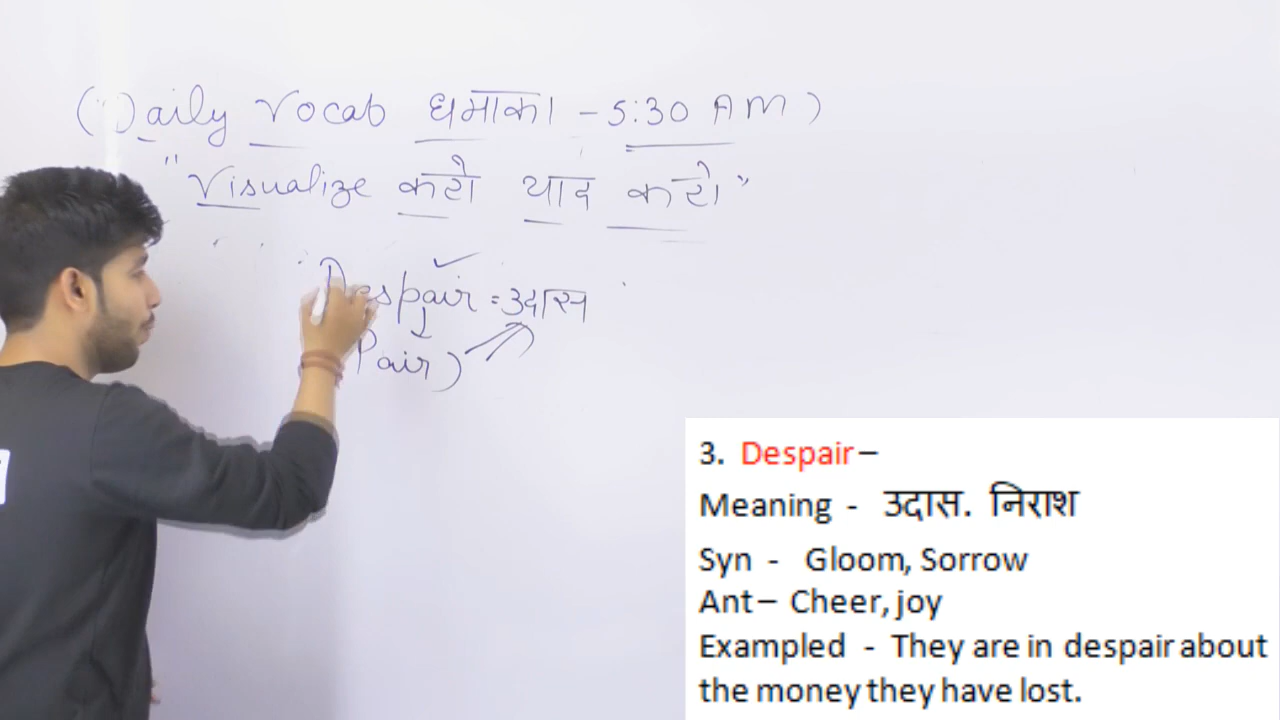 (Daily Vocab धमाका - 5:30 AM)
"Visualize करो याद करो"
Despair = उदास
Pair)
3. Despair –
Meaning - उदास. निराश
Syn - Gloom, Sorrow
Ant – Cheer, joy
Exampled - They are in despair about
the money they have lost.